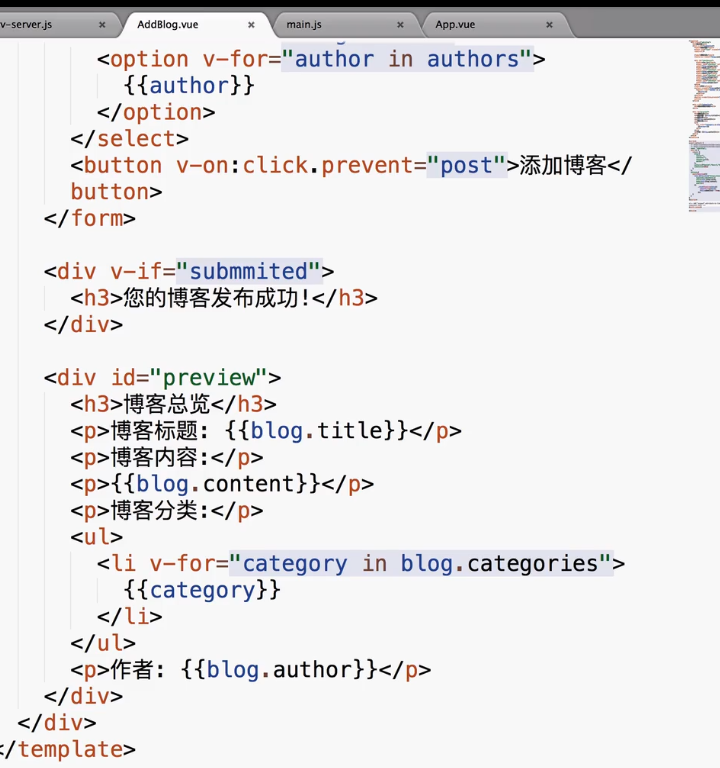 v-server.js × AddBlog.vue × main.js × App.vue ×
<option v-for="author in authors">
{{author}}
</option>
</select>
<button v-on:click.prevent="post">添加博客</
button>
</form>
<div v-if="submmited">
<h3>您的博客发布成功!</h3>
</div>
<div id="preview">
<h3>博客总览</h3>
<p>博客标题: {{blog.title}}</p>
<p>博客内容:</p>
<p>{{blog.content}}</p>
<p>博客分类:</p>
<ul>
<li v-for="category in blog.categories">
{{category}}
</li>
</ul>
<p>作者: {{blog.author}}</p>
</div>
</div>
</template>